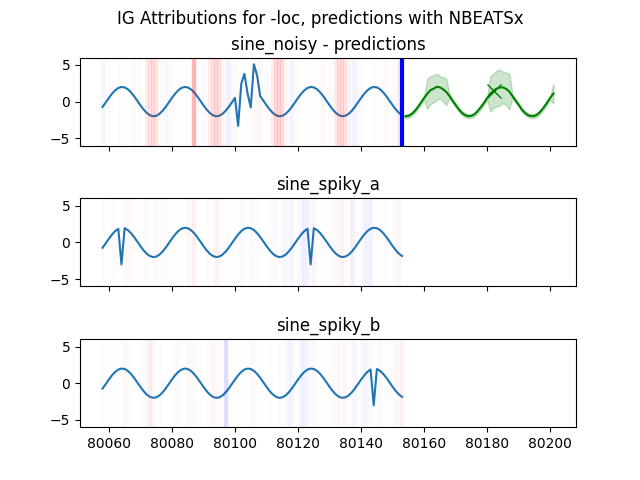 IG Attributions for -loc, predictions with NBEATSx
sine_noisy - predictions
5
0
−5
sine_spiky_a
5
0
−5
sine_spiky_b
5
0
−5
80060 80080 80100 80120 80140 80160 80180 80200